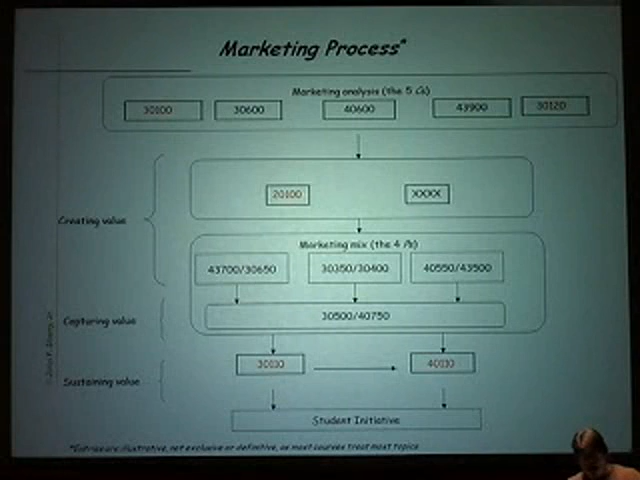 Marketing Process*
Marketing analysis (the 5 Cs)
30100 30600 40600 43900 30120
20100 XXXX
Creating value
Marketing mix (the 4 Ps)
43700/30650 30350/30400 40550/43500
Capturing value
30500/40750
30130 40130
Sustaining value
Student Initiative
*Entries are illustrative, not exclusive or definitive, as most courses treat most topics